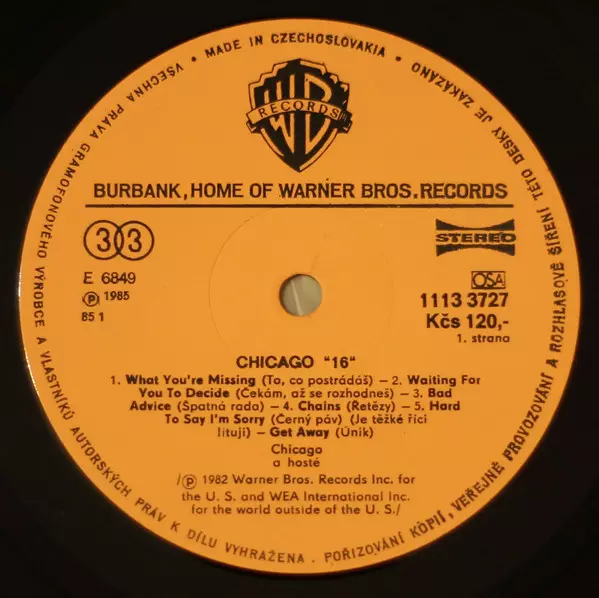 MADE IN CZECHOSLOVAKIA • VŠECHNA PRÁVA GRAMOFONOVÉHO VÝROBCE A VLASTNÍKŮ AUTORSKÝCH PRÁV K DÍLU VYHRAŽENA. POŘIZOVÁNÍ KÓPIÍ, VEŘEJNÉ PROVOZOVÁNÍ A ROZHLASOVÉ ŠÍŘENÍ TÉTO DESKY JE ZAKÁZÁNO •
WB
RECORDS
BURBANK, HOME OF WARNER BROS. RECORDS
33
STEREO
E 6849
OSA
℗ 1985
1113 3727
85 1
Kčs 120,-
1. strana
CHICAGO "16"
1. What You're Missing (To, co postrádáš) – 2. Waiting For
You To Decide (Čekám, až se rozhodneš) – 3. Bad
Advice (Špatná rada) – 4. Chains (Řetězy) – 5. Hard
To Say I'm Sorry (Černý páv) (Je těžké říci
lituji) – Get Away (Únik)
Chicago
a hosté
/℗ 1982 Warner Bros. Records Inc. for
the U. S. and WEA International Inc.
for the world outside of the U. S./